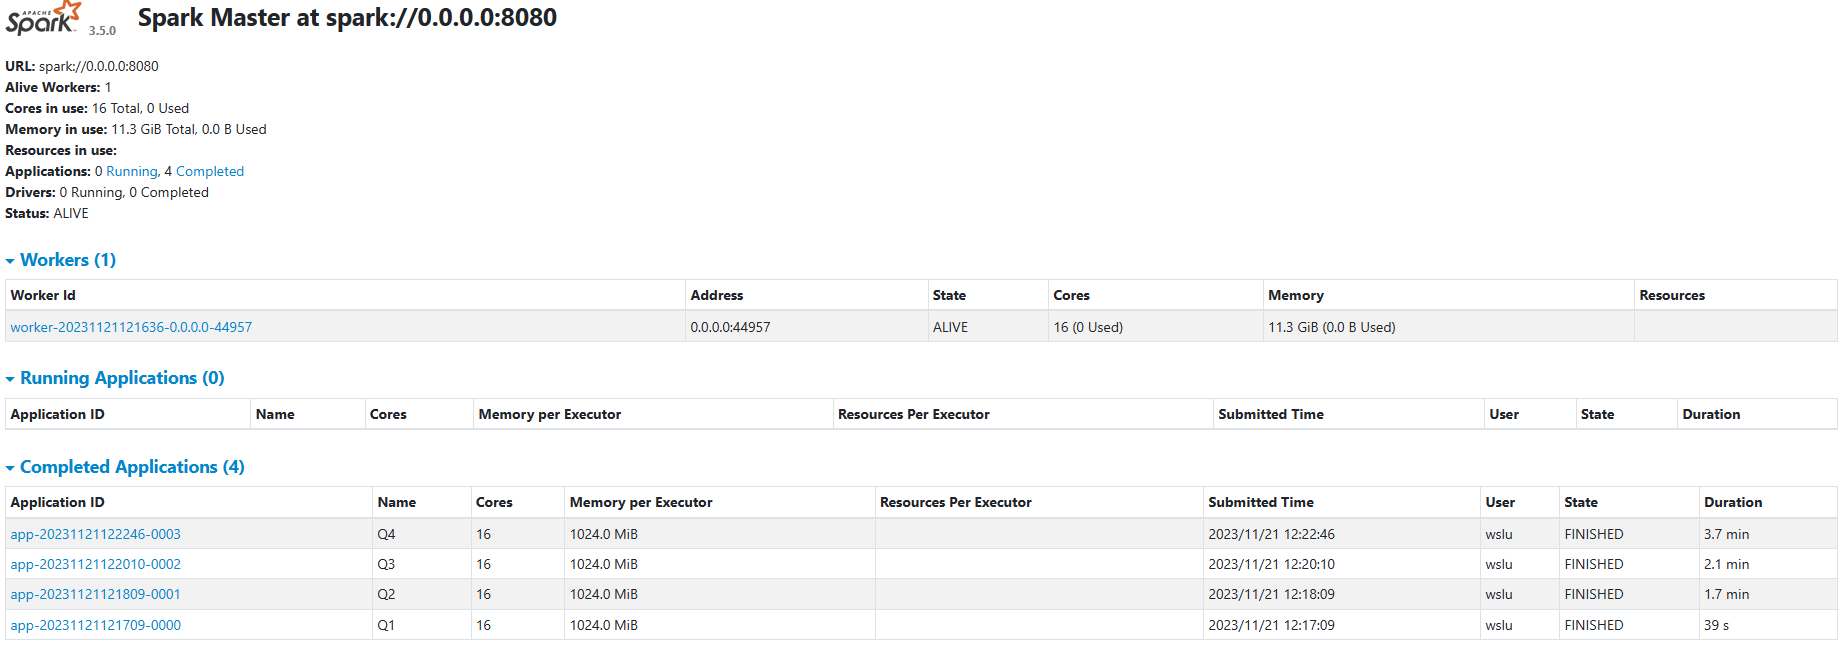 APACHE
Spark 3.5.0 Spark Master at spark://0.0.0.0:8080
URL: spark://0.0.0.0:8080
Alive Workers: 1
Cores in use: 16 Total, 0 Used
Memory in use: 11.3 GiB Total, 0.0 B Used
Resources in use:
Applications: 0 Running, 4 Completed
Drivers: 0 Running, 0 Completed
Status: ALIVE
Workers (1)
Worker Id Address State Cores Memory Resources
worker-20231121121636-0.0.0.0-44957 0.0.0.0:44957 ALIVE 16 (0 Used) 11.3 GiB (0.0 B Used)
Running Applications (0)
Application ID Name Cores Memory per Executor Resources Per Executor Submitted Time User State Duration
Completed Applications (4)
Application ID Name Cores Memory per Executor Resources Per Executor Submitted Time User State Duration
app-20231121122246-0003 Q4 16 1024.0 MiB 2023/11/21 12:22:46 wslu FINISHED 3.7 min
app-20231121122010-0002 Q3 16 1024.0 MiB 2023/11/21 12:20:10 wslu FINISHED 2.1 min
app-20231121121809-0001 Q2 16 1024.0 MiB 2023/11/21 12:18:09 wslu FINISHED 1.7 min
app-20231121121709-0000 Q1 16 1024.0 MiB 2023/11/21 12:17:09 wslu FINISHED 39 s